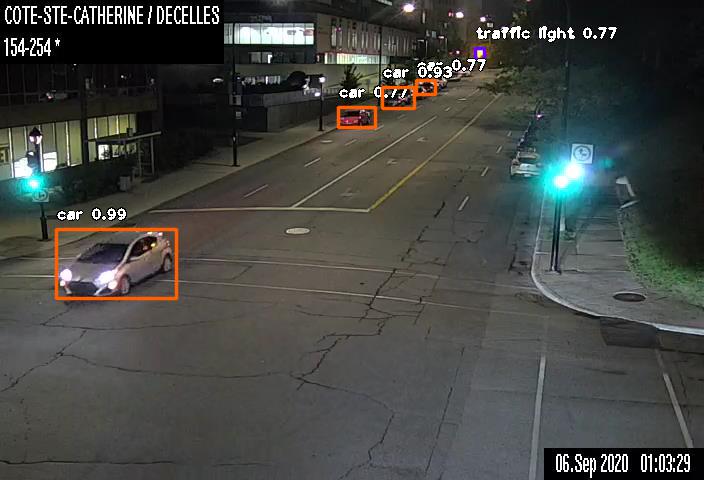 COTE-STE-CATHERINE / DECELLES
154-254 *
traffic light 0.77
car 0.77
car 0.93
car 0.77
car 0.99
06.Sep 2020 01:03:29